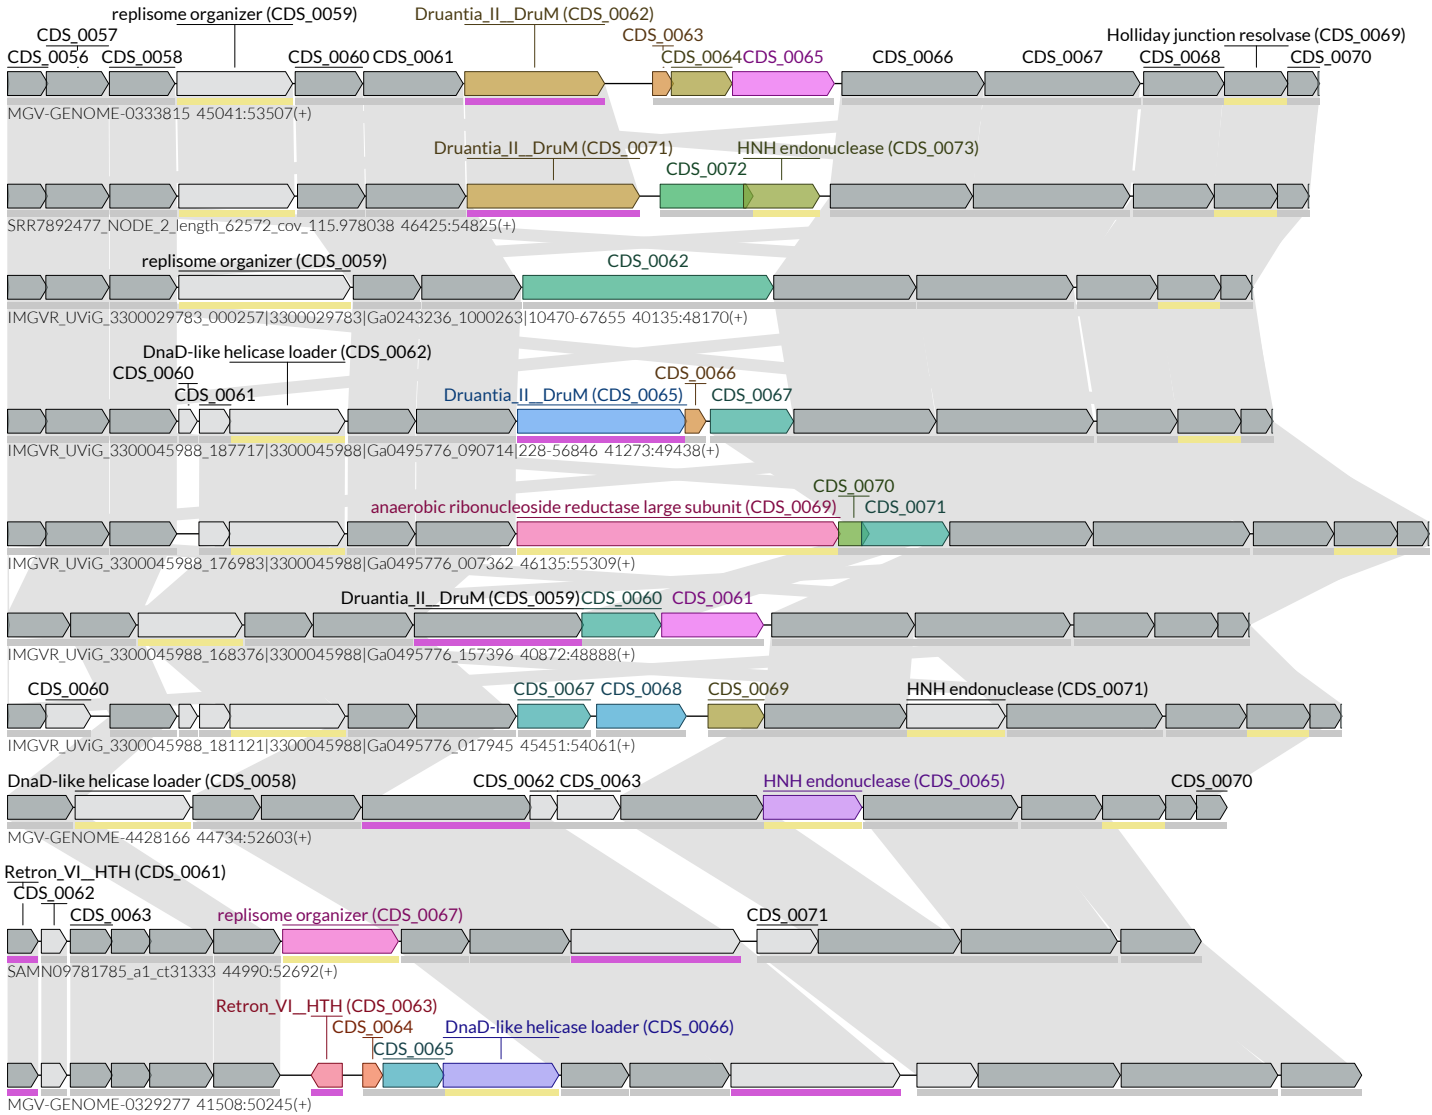 replisome organizer (CDS_0059) Druantia_II__DruM (CDS_0062)
CDS_0057 CDS_0063 Holliday junction resolvase (CDS_0069)
CDS_0056 CDS_0058 CDS_0060 CDS_0061 CDS_0064 CDS_0065 CDS_0066 CDS_0067 CDS_0068 CDS_0070
MGV-GENOME-0333815 45041:53507(+)
Druantia_II__DruM (CDS_0071) HNH endonuclease (CDS_0073)
CDS_0072
SRR7892477_NODE_2_length_62572_cov_115.978038 46425:54825(+)
replisome organizer (CDS_0059) CDS_0062
IMGVR_UViG_3300029783_000257|3300029783|Ga0243236_1000263|10470-67655 40135:48170(+)
DnaD-like helicase loader (CDS_0062)
CDS_0060 CDS_0066
CDS_0061 Druantia_II__DruM (CDS_0065) CDS_0067
IMGVR_UViG_3300045988_187717|3300045988|Ga0495776_090714|228-56846 41273:49438(+)
CDS_0070
anaerobic ribonucleoside reductase large subunit (CDS_0069) CDS_0071
IMGVR_UViG_3300045988_176983|3300045988|Ga0495776_007362 46135:55309(+)
Druantia_II__DruM (CDS_0059) CDS_0060 CDS_0061
IMGVR_UViG_3300045988_168376|3300045988|Ga0495776_157396 40872:48888(+)
CDS_0060 CDS_0067 CDS_0068 CDS_0069 HNH endonuclease (CDS_0071)
IMGVR_UViG_3300045988_181121|3300045988|Ga0495776_017945 45451:54061(+)
DnaD-like helicase loader (CDS_0058) CDS_0062 CDS_0063 HNH endonuclease (CDS_0065) CDS_0070
MGV-GENOME-4428166 44734:52603(+)
Retron_VI__HTH (CDS_0061)
CDS_0062
CDS_0063 replisome organizer (CDS_0067) CDS_0071
SAMN09781785_a1_ct31333 44990:52692(+)
Retron_VI__HTH (CDS_0063)
CDS_0064 DnaD-like helicase loader (CDS_0066)
CDS_0065
MGV-GENOME-0329277 41508:50245(+)